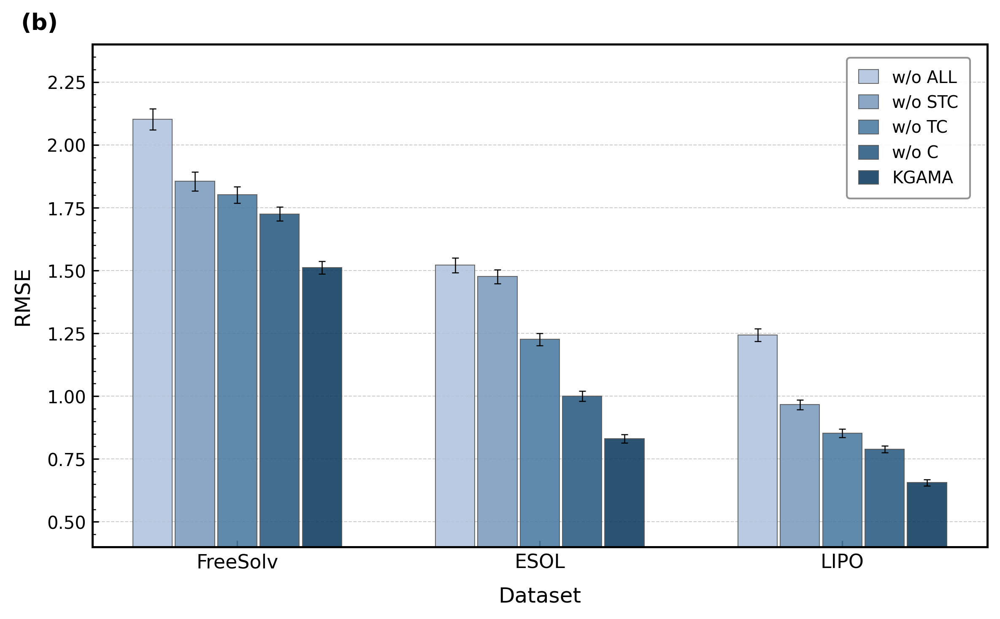 (b)
w/o ALL
w/o STC
w/o TC
w/o C
KGAMA
2.25
2.00
1.75
1.50
1.25
1.00
0.75
0.50
RMSE
FreeSolv ESOL LIPO
Dataset